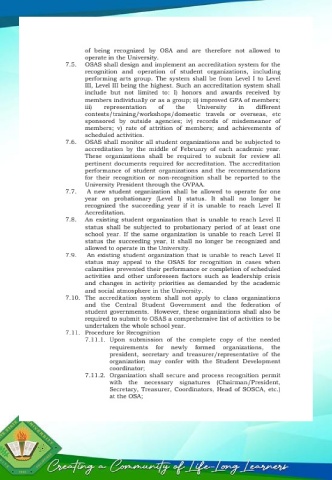 of being recognized by OSA and are therefore not allowed to
operate in the University.
7.5. OSAS shall design and implement an accreditation system for the
recognition and operation of student organizations, including
performing arts group. The system shall be from Level I to Level
III, Level III being the highest. Such an accreditation system shall
include but not limited to: I) honors and awards received by
members individually or as a group; ii) improved GPA of members;
iii) representation of the University in different
contests/training/workshops/domestic travels or overseas, etc
sponsored by outside agencies; iv) records of misdemeanor of
members; v) rate of attrition of members; and achievements of
scheduled activities.
7.6. OSAS shall monitor all student organizations and be subjected to
accreditation by the middle of February of each academic year.
These organizations shall be required to submit for review all
pertinent documents required for accreditation. The accreditation
performance of student organizations and the recommendations
for their recognition or non-recognition shall be reported to the
University President through the OVPAA.
7.7. A new student organization shall be allowed to operate for one
year on probationary (Level I) status. It shall no longer be
recognized the succeeding year if it is unable to reach Level II
Accreditation.
7.8. An existing student organization that is unable to reach Level II
status shall be subjected to probationary period of at least one
school year. If the same organization is unable to reach Level II
status the succeeding year, it shall no longer be recognized and
allowed to operate in the University.
7.9. An existing student organization that is unable to reach Level II
status may appeal to the OSAS for recognition in cases when
calamities prevented their performance or completion of scheduled
activities and other unforeseen factors such as leadership crisis
and changes in activity priorities as demanded by the academic
and social atmosphere in the University.
7.10. The accreditation system shall not apply to class organizations
and the Central Student Government and the federation of
student governments. However, these organizations shall also be
required to submit to OSAS a comprehensive list of activities to be
undertaken the whole school year.
7.11. Procedure for Recognition
7.11.1. Upon submission of the complete copy of the needed
requirements for newly formed organizations, the
president, secretary and treasurer/representative of the
organization may confer with the Student Development
coordinator;
7.11.2. Organization shall secure and process recognition permit
with the necessary signatures (Chairman/President,
Secretary, Treasurer, Coordinators, Head of SOSCA, etc.)
at the OSA;
Creating a Community of Life-Long Learners